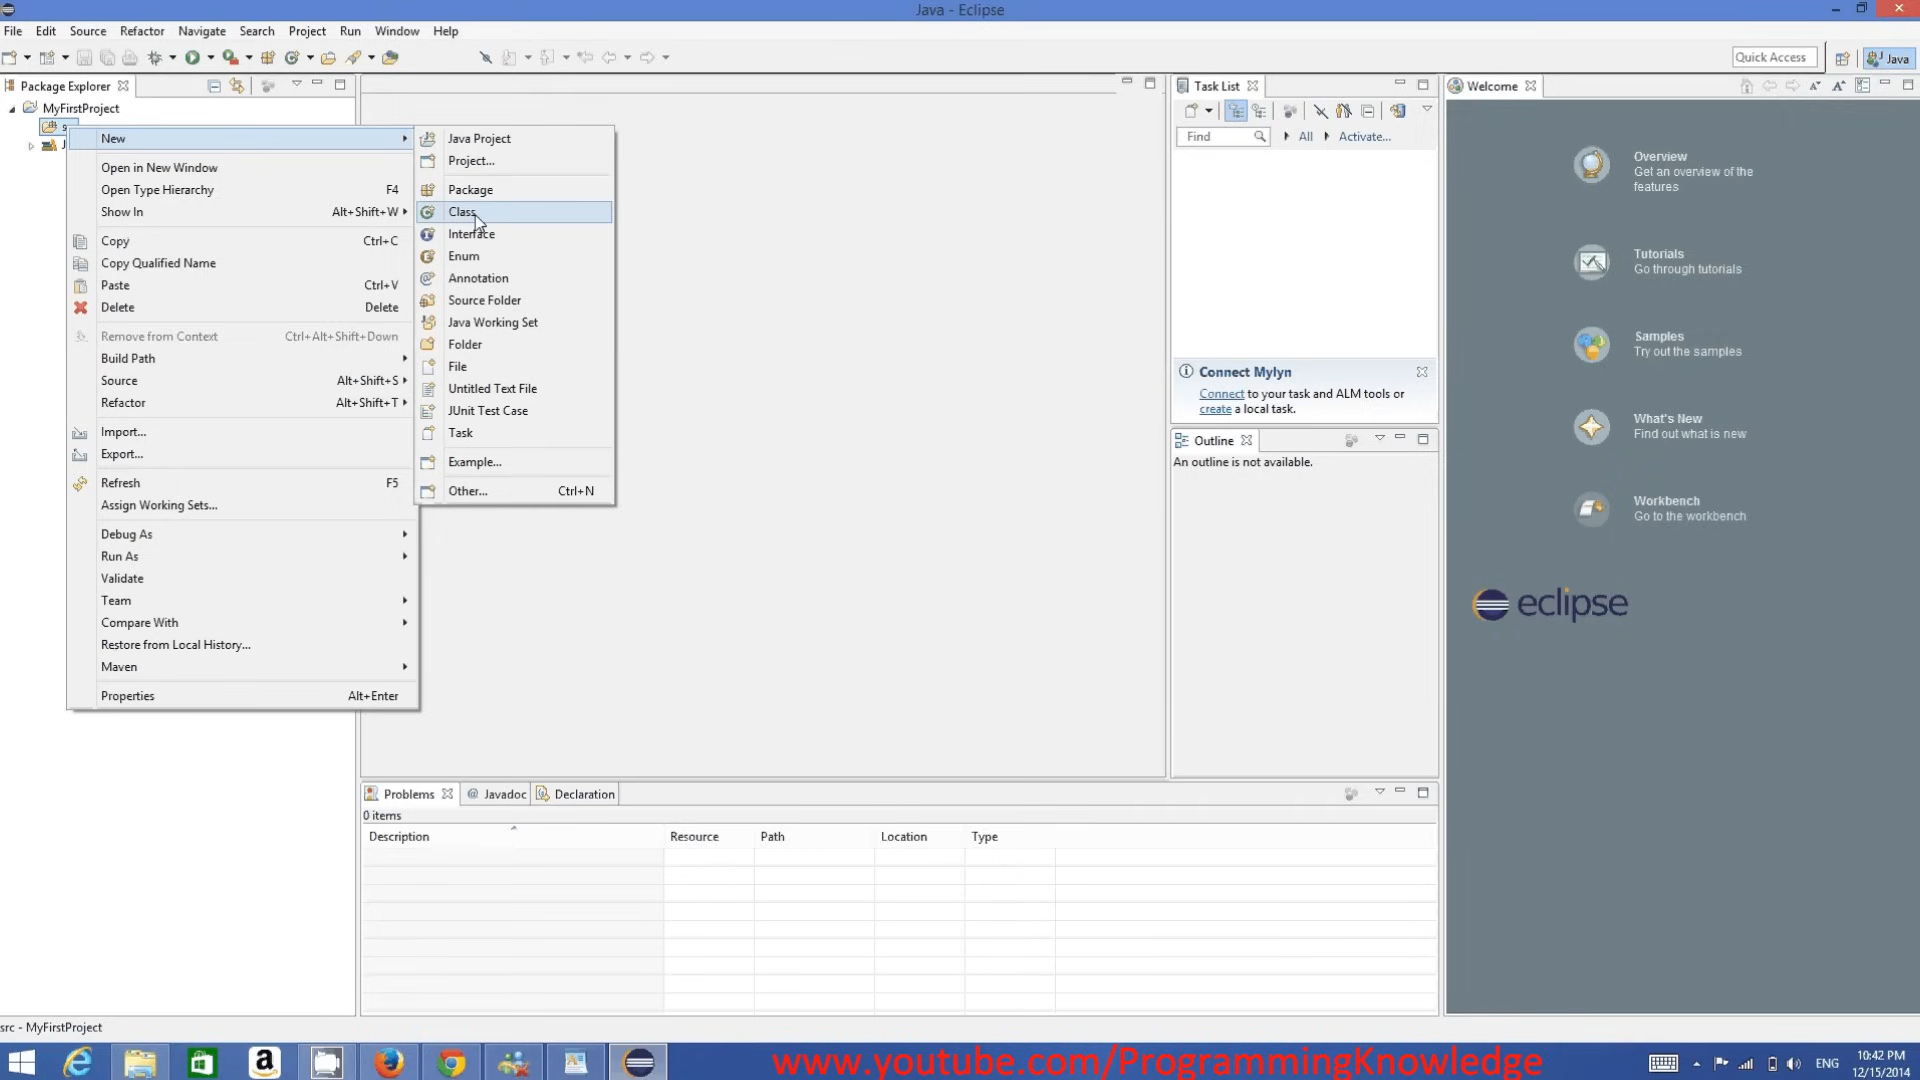 Java - Eclipse
File Edit Source Refactor Navigate Search Project Run Window Help
Quick Access Java
Package Explorer
MyFirstProject
New
Open in New Window
Open Type Hierarchy F4
Show In Alt+Shift+W
Copy Ctrl+C
Copy Qualified Name
Paste Ctrl+V
Delete Delete
Remove from Context Ctrl+Alt+Shift+Down
Build Path
Source Alt+Shift+S
Refactor Alt+Shift+T
Import...
Export...
Refresh F5
Assign Working Sets...
Debug As
Run As
Validate
Team
Compare With
Restore from Local History...
Maven
Properties Alt+Enter
Java Project
Project...
Package
Class
Interface
Enum
Annotation
Source Folder
Java Working Set
Folder
File
Untitled Text File
JUnit Test Case
Task
Example...
Other... Ctrl+N
Task List
Find All Activate...
Connect Mylyn
Connect to your task and ALM tools or
create a local task.
Outline
An outline is not available.
Welcome
Overview
Get an overview of the
features
Tutorials
Go through tutorials
Samples
Try out the samples
What's New
Find out what is new
Workbench
Go to the workbench
eclipse
Problems @ Javadoc Declaration
0 items
Description Resource Path Location Type
src - MyFirstProject
www.youtube.com/ProgrammingKnowledge
ENG
10:42 PM
12/15/2014